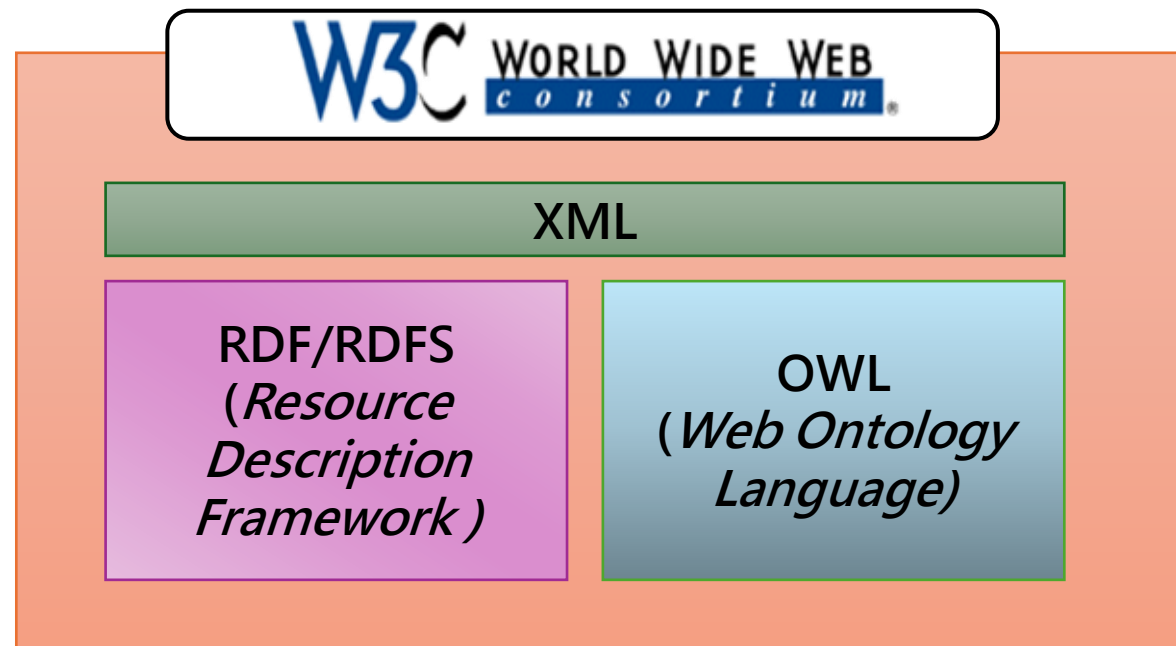 W3C WORLD WIDE WEB
consortium®
XML
RDF/RDFS
(Resource
Description
Framework )
OWL
(Web Ontology
Language)